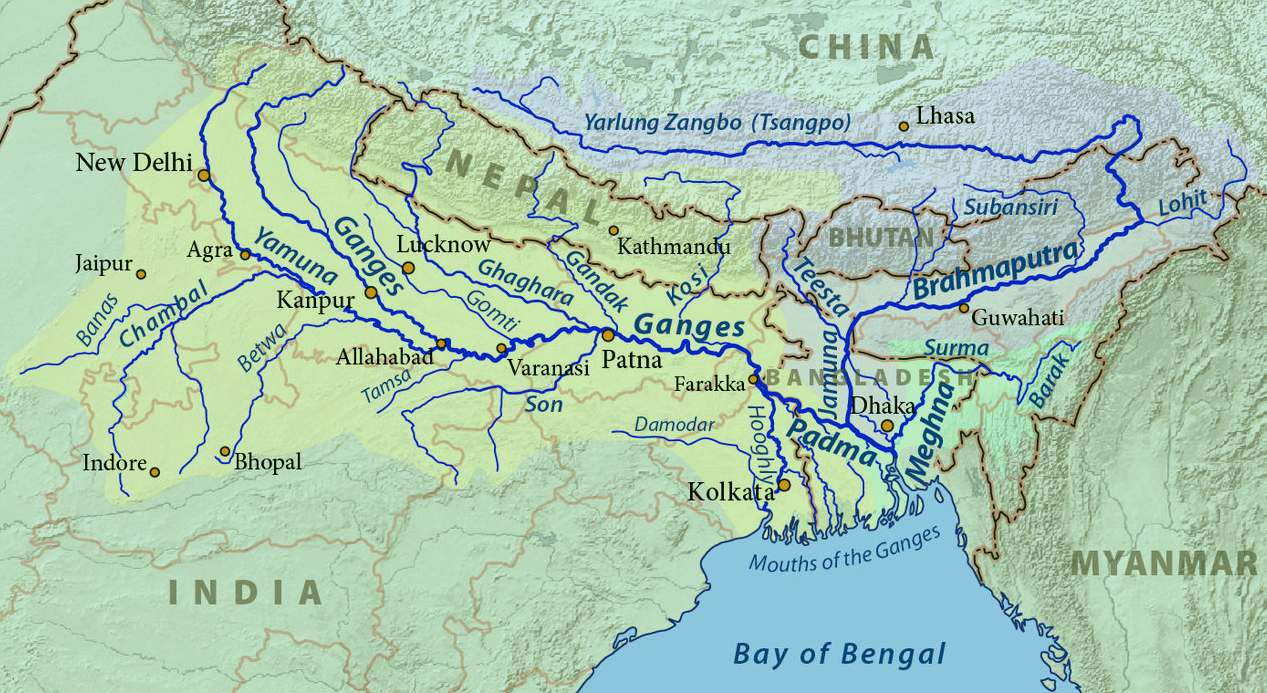 CHINA
Yarlung Zangbo (Tsangpo)
Lhasa
New Delhi
NEPAL
Subansiri
Lohit
Agra
Yamuna
Ganges
Lucknow
Kathmandu
BHUTAN
Brahmaputra
Jaipur
Banas
Chambal
Kanpur
Ghaghara
Gandak
Kosi
Teesta
Betwa
Gomti
Ganges
Guwahati
Allahabad
Varanasi
Patna
Surma
Tamsa
Son
Farakka
BANGLADESH
Jamuna
Barak
Dhaka
Meghna
Damodar
Hooghly
Padma
Indore
Bhopal
Kolkata
Mouths of the Ganges
INDIA
MYANMAR
Bay of Bengal